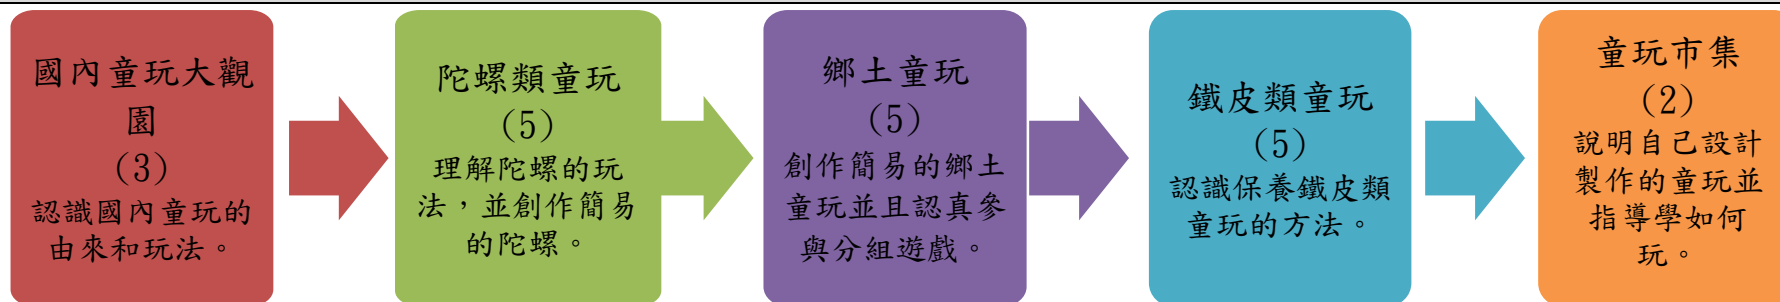 國內童玩大觀
園
(3)
認識國內童玩的
由來和玩法。
陀螺類童玩
(5)
理解陀螺的玩
法，並創作簡易
的陀螺。
鄉土童玩
(5)
創作簡易的鄉土
童玩並且認真參
與分組遊戲。
鐵皮類童玩
(5)
認識保養鐵皮類
童玩的方法。
童玩市集
(2)
說明自己設計
製作的童玩並
指導學如何
玩。